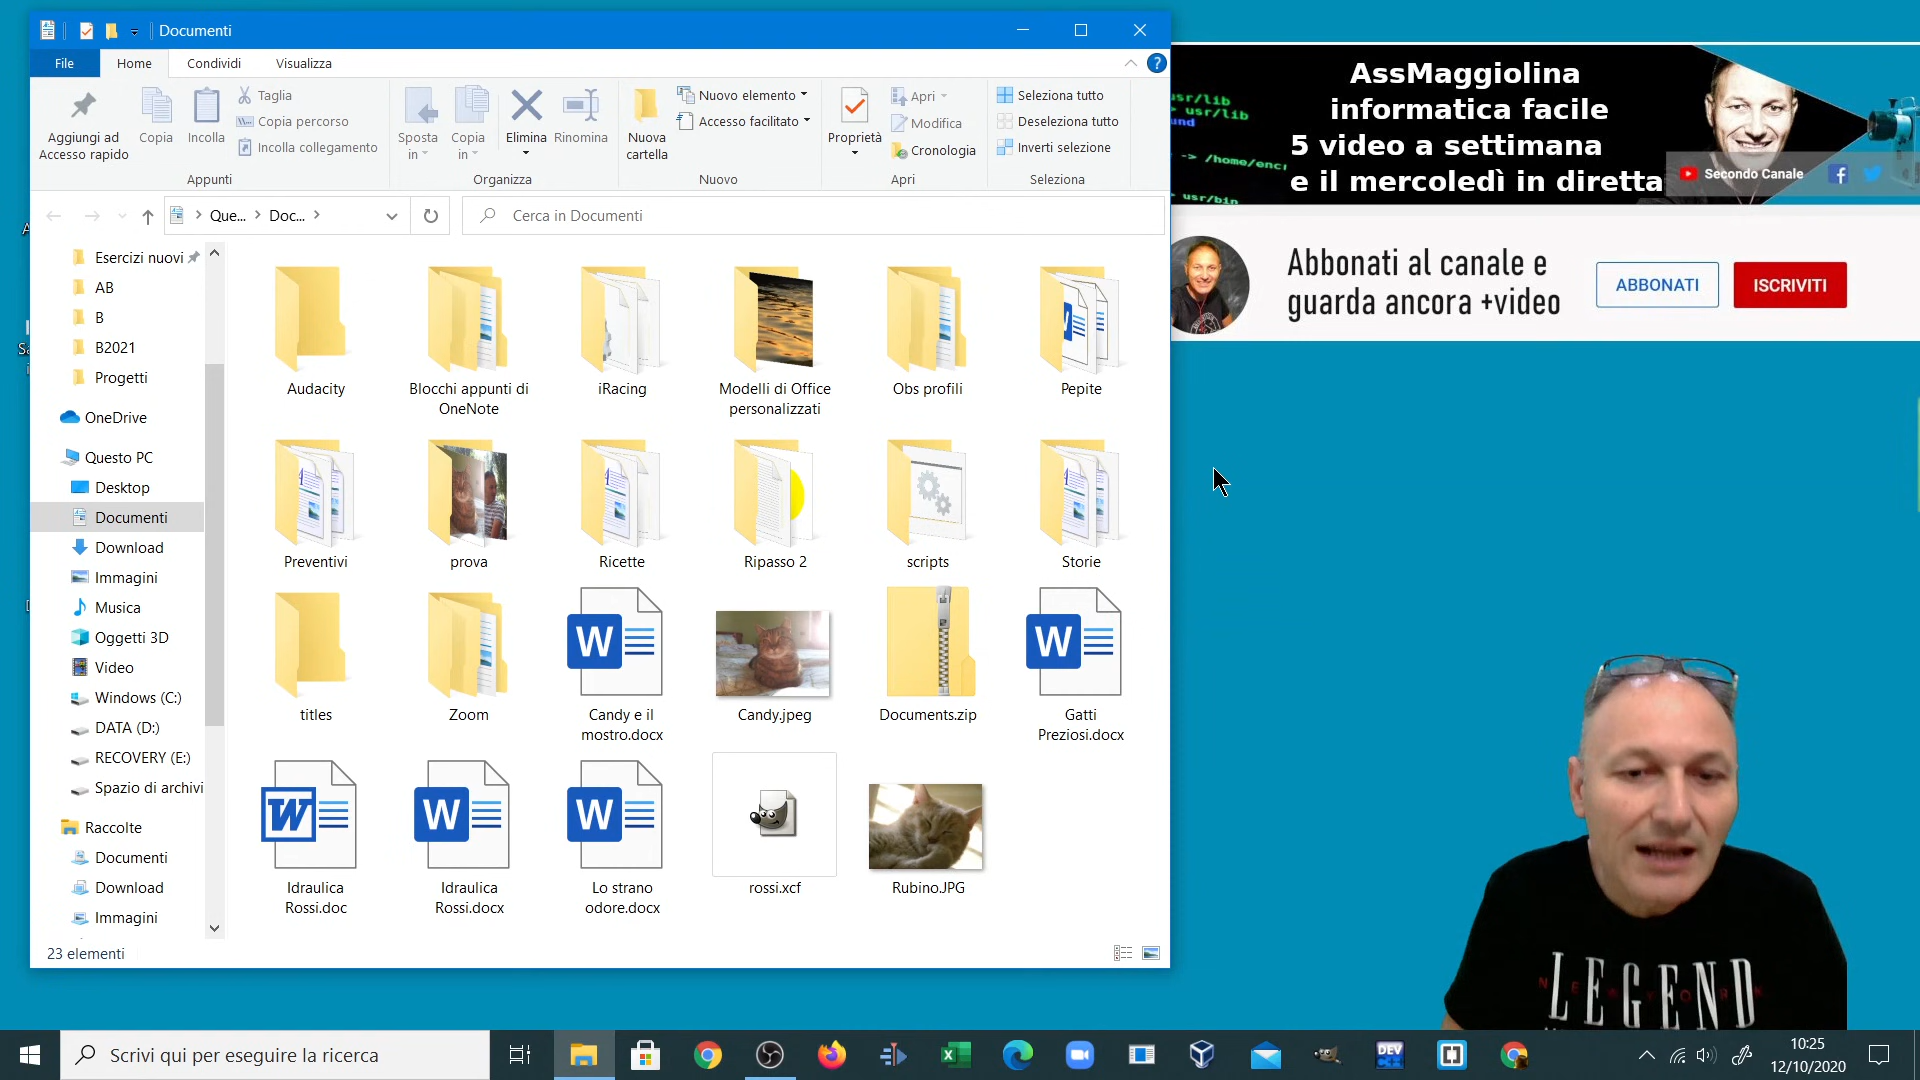 Documenti
File
Home
Condividi
Visualizza
Aggiungi ad
Accesso rapido
Copia
Incolla
Taglia
Copia percorso
Incolla collegamento
Appunti
Sposta
in
Copia
in
Elimina
Rinomina
Organizza
Nuova
cartella
Nuovo elemento
Accesso facilitato
Nuovo
Proprietà
Apri
Modifica
Cronologia
Apri
Seleziona tutto
Deseleziona tutto
Inverti selezione
Seleziona
Que...
Doc...
Cerca in Documenti
Esercizi nuovi
AB
B
B2021
Progetti
OneDrive
Questo PC
Desktop
Documenti
Download
Immagini
Musica
Oggetti 3D
Video
Windows (C:)
DATA (D:)
RECOVERY (E:)
Spazio di archivi
Raccolte
Documenti
Download
Immagini
Audacity
Blocchi appunti di
OneNote
iRacing
Modelli di Office
personalizzati
Obs profili
Pepite
Preventivi
prova
Ricette
Ripasso 2
scripts
Storie
titles
Zoom
Candy e il
mostro.docx
Candy.jpeg
Documents.zip
Gatti
Preziosi.docx
Idraulica
Rossi.doc
Idraulica
Rossi.docx
Lo strano
odore.docx
rossi.xcf
Rubino.JPG
23 elementi
AssMaggiolina
informatica facile
5 video a settimana
e il mercoledì in diretta
Secondo Canale
usr/lib
-> /home/enc
usr/bin
Abbonati al canale e
guarda ancora +video
ABBONATI
ISCRIVITI
LEGEND
Scrivi qui per eseguire la ricerca
DEV
10:25
12/10/2020